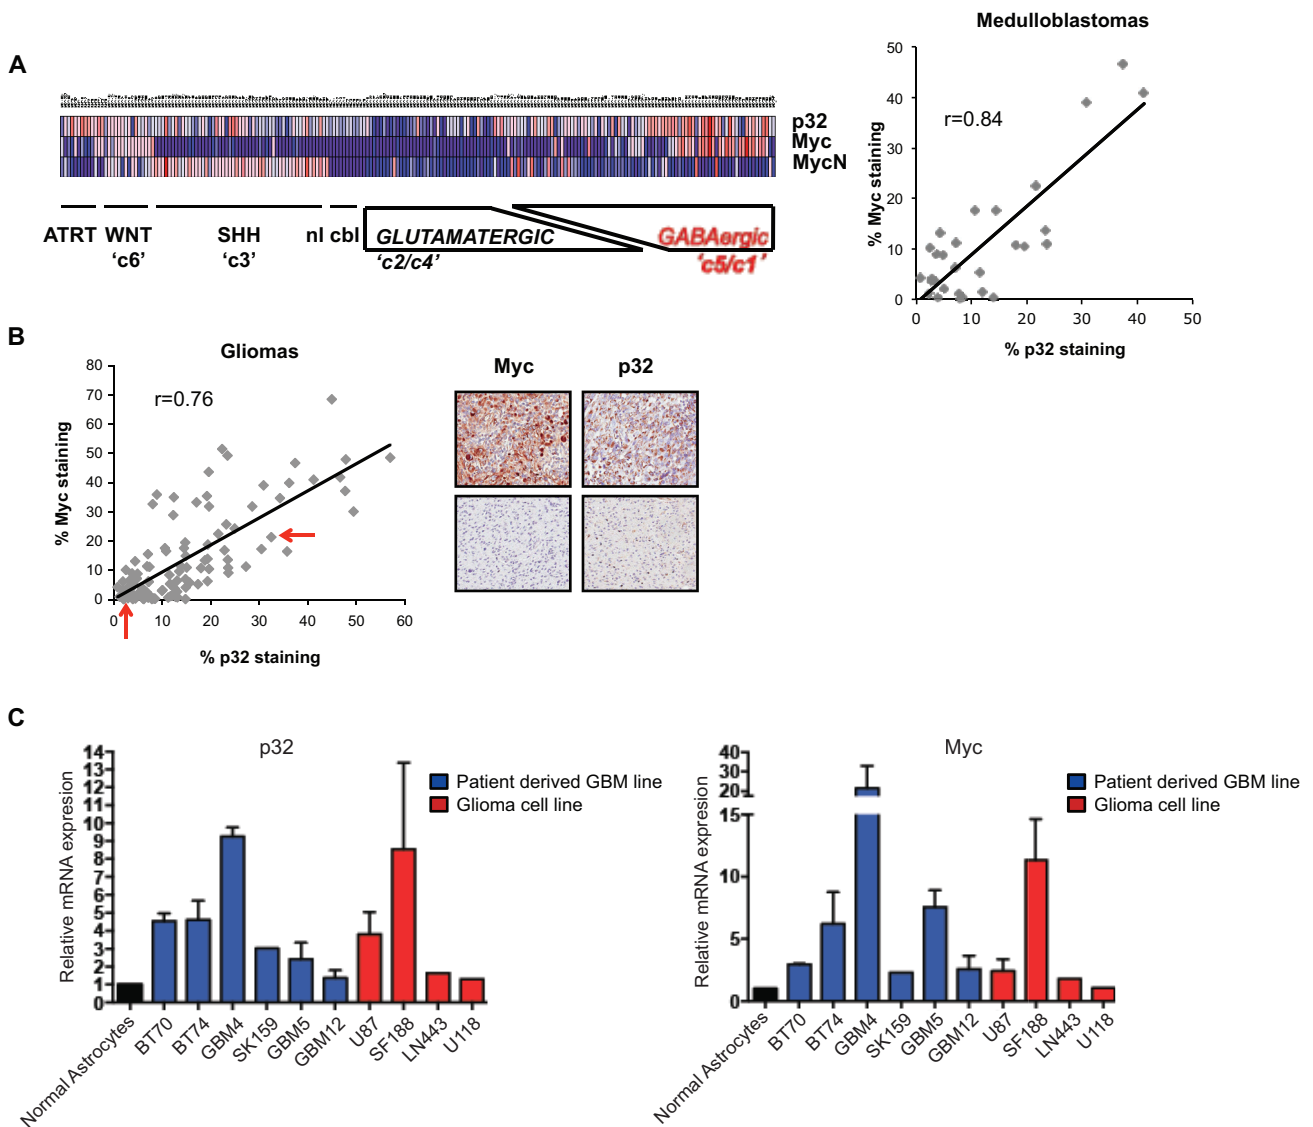 A
p32
Myc
MycN
ATRT WNT SHH nl cbl GLUTAMATERGIC GABAergic
‘c6’ ‘c3’ ‘c2/c4’ ‘c5/c1’
Medulloblastomas
50
40
30
20
10
0
r=0.84
% Myc staining
0 10 20 30 40 50
% p32 staining
B
Gliomas
80
70
60
50
40
30
20
10
0
r=0.76
% Myc staining
0 10 20 30 40 50 60
% p32 staining
Myc p32
C
p32
14
13
12
11
10
9
8
7
6
5
4
3
2
1
0
Relative mRNA expresion
Patient derived GBM line
Glioma cell line
Normal Astrocytes
BT70
BT74
GBM4
SK159
GBM5
GBM12
U87
SF188
LN443
U118
Myc
40
30
20
15
10
5
0
Relative mRNA expresion
Patient derived GBM line
Glioma cell line
Normal Astrocytes
BT70
BT74
GBM4
SK159
GBM5
GBM12
U87
SF188
LN443
U118